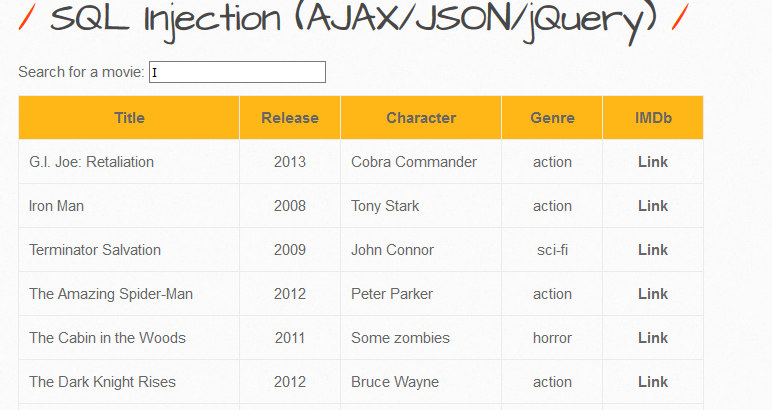 / SQL Injection (AJAX/JSON/jQuery) /
Search for a movie:
Title Release Character Genre IMDb
G.I. Joe: Retaliation 2013 Cobra Commander action Link
Iron Man 2008 Tony Stark action Link
Terminator Salvation 2009 John Connor sci-fi Link
The Amazing Spider-Man 2012 Peter Parker action Link
The Cabin in the Woods 2011 Some zombies horror Link
The Dark Knight Rises 2012 Bruce Wayne action Link